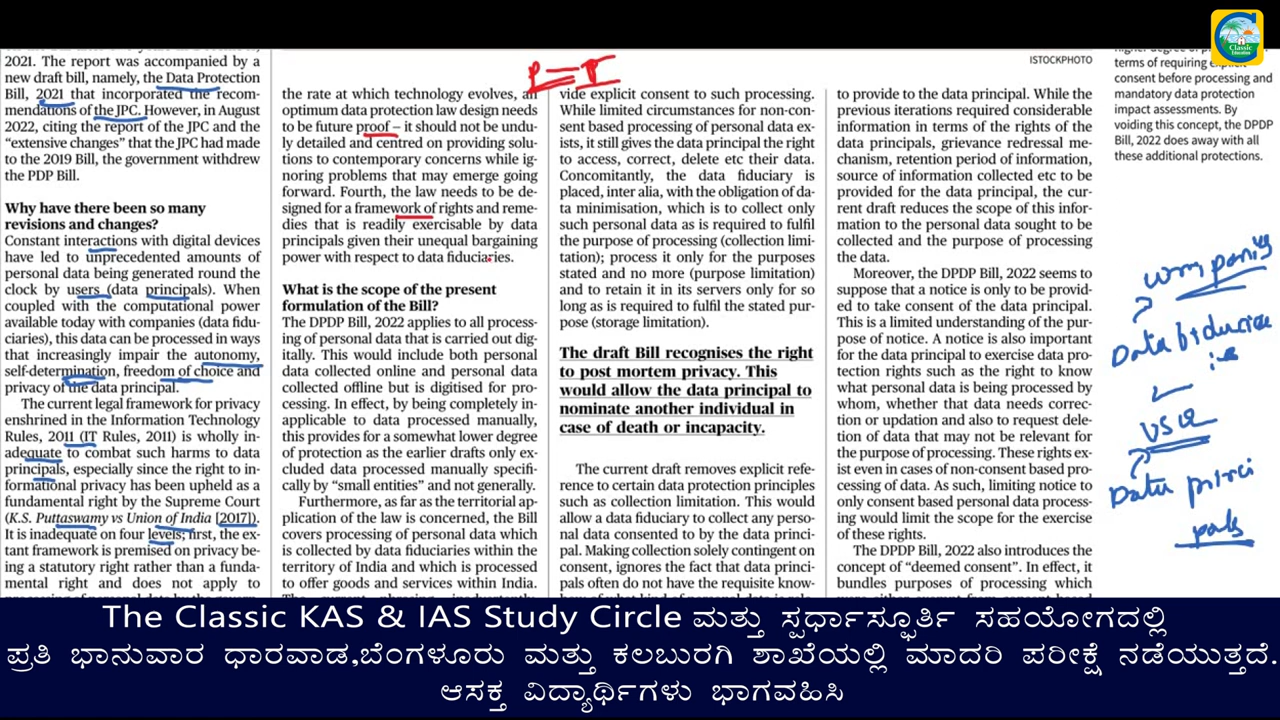 2021. The report was accompanied by a
new draft bill, namely, the Data Protection
Bill, 2021 that incorporated the recom-
mendations of the JPC. However, in August
2022, citing the report of the JPC and the
“extensive changes” that the JPC had made
to the 2019 Bill, the government withdrew
the PDP Bill.
Why have there been so many
revisions and changes?
Constant interactions with digital devices
have led to unprecedented amounts of
personal data being generated round the
clock by users (data principals). When
coupled with the computational power
available today with companies (data fidu-
ciaries), this data can be processed in ways
that increasingly impair the autonomy,
self-determination, freedom of choice and
privacy of the data principal.
The current legal framework for privacy
enshrined in the Information Technology
Rules, 2011 (IT Rules, 2011) is wholly in-
adequate to combat such harms to data
principals, especially since the right to in-
formational privacy has been upheld as a
fundamental right by the Supreme Court
(K.S. Puttaswamy vs Union of India [2017]).
It is inadequate on four levels; first, the ex-
tant framework is premised on privacy be-
ing a statutory right rather than a funda-
mental right and does not apply to
the rate at which technology evolves, an
optimum data protection law design needs
to be future proof – it should not be undu-
ly detailed and centred on providing solu-
tions to contemporary concerns while ig-
noring problems that may emerge going
forward. Fourth, the law needs to be de-
signed for a framework of rights and reme-
dies that is readily exercisable by data
principals given their unequal bargaining
power with respect to data fiduciaries.
What is the scope of the present
formulation of the Bill?
The DPDP Bill, 2022 applies to all process-
ing of personal data that is carried out dig-
itally. This would include both personal
data collected online and personal data
collected offline but is digitised for pro-
cessing. In effect, by being completely in-
applicable to data processed manually,
this provides for a somewhat lower degree
of protection as the earlier drafts only ex-
cluded data processed manually specifi-
cally by “small entities” and not generally.
Furthermore, as far as the territorial ap-
plication of the law is concerned, the Bill
covers processing of personal data which
is collected by data fiduciaries within the
territory of India and which is processed
to offer goods and services within India.
vide explicit consent to such processing.
While limited circumstances for non-con-
sent based processing of personal data ex-
ists, it still gives the data principal the right
to access, correct, delete etc their data.
Concomitantly, the data fiduciary is
placed, inter alia, with the obligation of da-
ta minimisation, which is to collect only
such personal data as is required to fulfil
the purpose of processing (collection limi-
tation); process it only for the purposes
stated and no more (purpose limitation)
and to retain it in its servers only for so
long as is required to fulfil the stated pur-
pose (storage limitation).
The draft Bill recognises the right
to post mortem privacy. This
would allow the data principal to
nominate another individual in
case of death or incapacity.
The current draft removes explicit refe-
rence to certain data protection principles
such as collection limitation. This would
allow a data fiduciary to collect any perso-
nal data consented to by the data princi-
pal. Making collection solely contingent on
consent, ignores the fact that data princi-
pals often do not have the requisite know-
ISTOCKPHOTO
to provide to the data principal. While the
previous iterations required considerable
information in terms of the rights of the
data principals, grievance redressal me-
chanism, retention period of information,
source of information collected etc to be
provided for the data principal, the cur-
rent draft reduces the scope of this infor-
mation to the personal data sought to be
collected and the purpose of processing
the data.
Moreover, the DPDP Bill, 2022 seems to
suppose that a notice is only to be provid-
ed to take consent of the data principal.
This is a limited understanding of the pur-
pose of notice. A notice is also important
for the data principal to exercise data pro-
tection rights such as the right to know
what personal data is being processed by
whom, whether that data needs correc-
tion or updation and also to request dele-
tion of data that may not be relevant for
the purpose of processing. These rights ex-
ist even in cases of non-consent based pro-
cessing of data. As such, limiting notice to
only consent based personal data process-
ing would limit the scope for the exercise
of these rights.
The DPDP Bill, 2022 also introduces the
concept of “deemed consent”. In effect, it
bundles purposes of processing which
terms of requiring explicit
consent before processing and
mandatory data protection
impact assessments. By
voiding this concept, the DPDP
Bill, 2022 does away with all
these additional protections.
Data
Data princi
pals
Classic
Education
The Classic KAS & IAS Study Circle ಮತ್ತು ಸ್ಪರ್ಧಾಸ್ಫೂರ್ತಿ ಸಹಯೋಗದಲ್ಲಿ
ಪ್ರತಿ ಭಾನುವಾರ ಧಾರವಾಡ,ಬೆಂಗಳೂರು ಮತ್ತು ಕಲಬುರಗಿ ಶಾಖೆಯಲ್ಲಿ ಮಾದರಿ ಪರೀಕ್ಷೆ ನಡೆಯುತ್ತದೆ.
ಆಸಕ್ತ ವಿದ್ಯಾರ್ಥಿಗಳು ಭಾಗವಹಿಸಿ